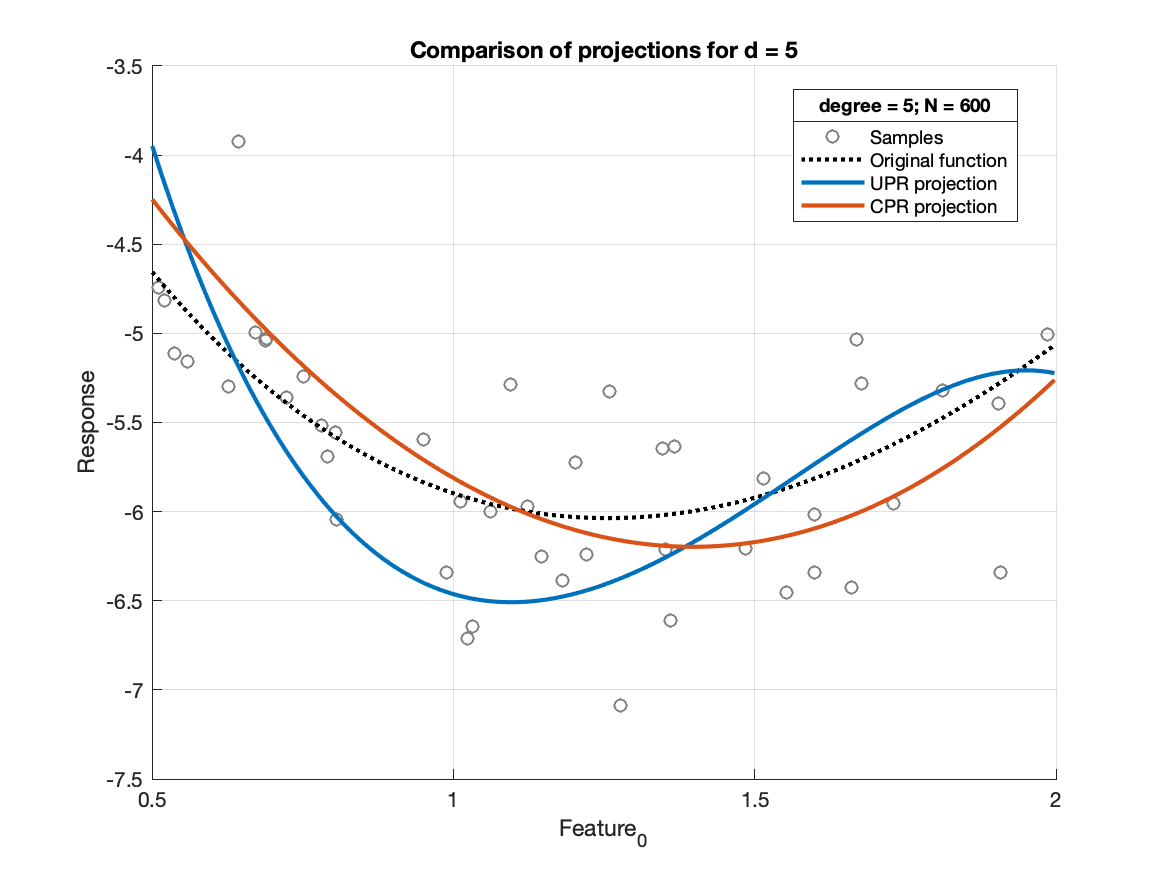 Comparison of projections for d = 5
-3.5
-4
-4.5
-5
-5.5
-6
-6.5
-7
-7.5
Response
degree = 5; N = 600
Samples
Original function
UPR projection
CPR projection
0.5
1
1.5
2
Feature0